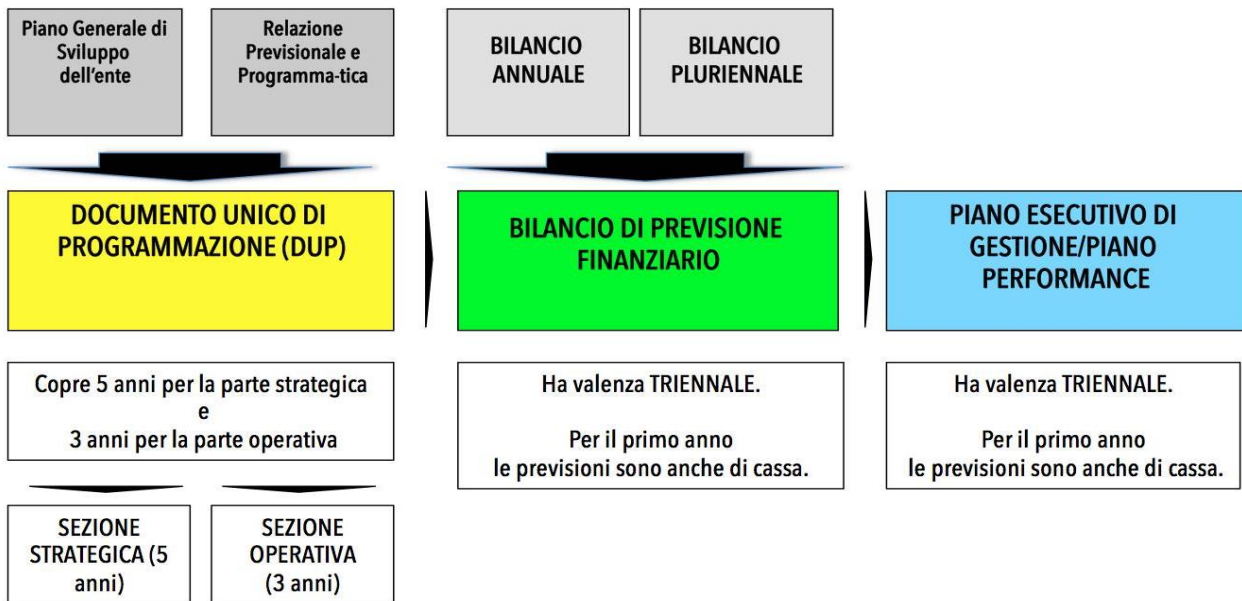 Piano Generale di
Sviluppo
dell'ente
Relazione
Previsionale e
Programma-tica
BILANCIO
ANNUALE
BILANCIO
PLURIENNALE
DOCUMENTO UNICO DI
PROGRAMMAZIONE (DUP)
BILANCIO DI PREVISIONE
FINANZIARIO
PIANO ESECUTIVO DI
GESTIONE/PIANO
PERFORMANCE
Copre 5 anni per la parte strategica
e
3 anni per la parte operativa
Ha valenza TRIENNALE.
Per il primo anno
le previsioni sono anche di cassa.
Ha valenza TRIENNALE.
Per il primo anno
le previsioni sono anche di cassa.
SEZIONE
STRATEGICA (5
anni)
SEZIONE
OPERATIVA
(3 anni)